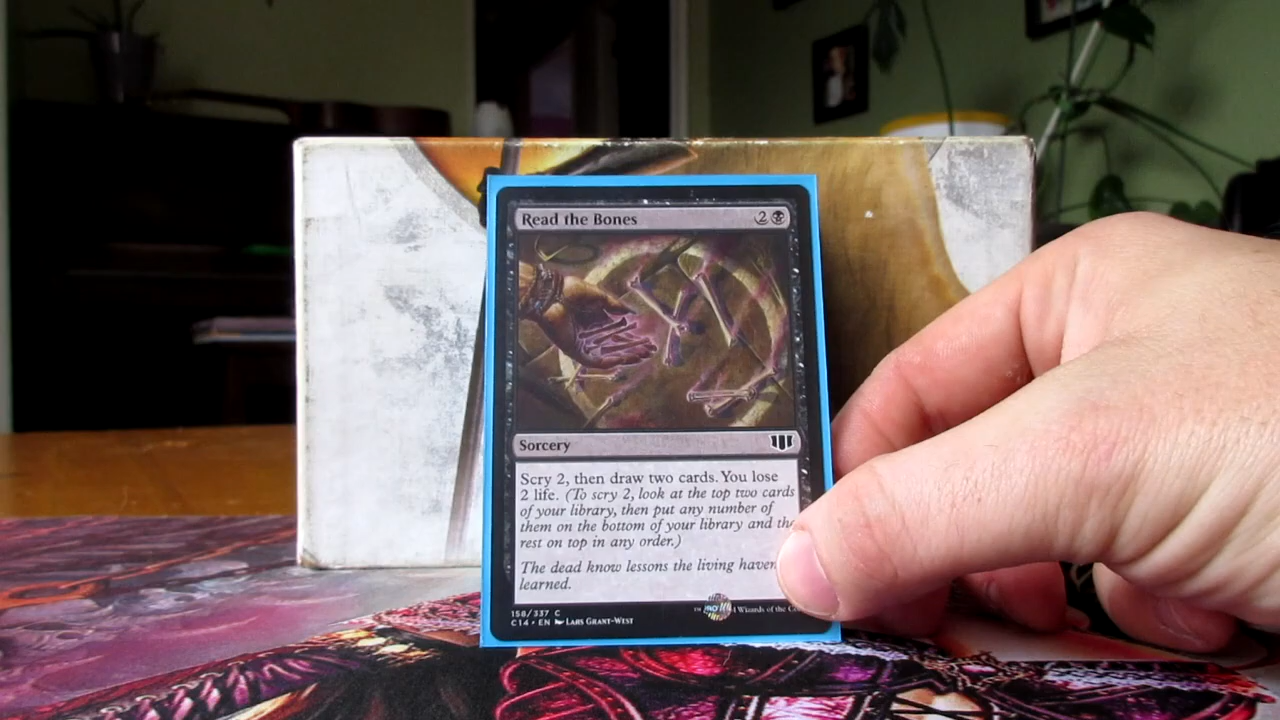 Read the Bones 2
Sorcery
Scry 2, then draw two cards. You lose
2 life. (To scry 2, look at the top two cards
of your library, then put any number of
them on the bottom of your library and the
rest on top in any order.)
The dead know lessons the living haven
learned.
158/337 C
C14 • EN Lars Grant-West
Wizards of the